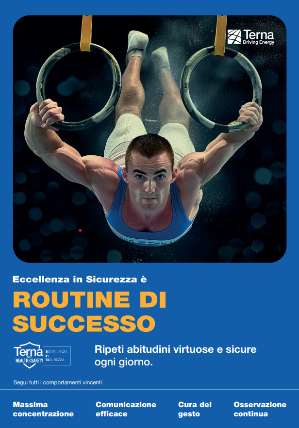 Terna
Driving Energy
Eccellenza in Sicurezza è
ROUTINE DI
SUCCESSO
Terna
Ripeti abitudini virtuose e sicure
ogni giorno.
Segui tutti i comportamenti vincenti
Massima
concentrazione
Comunicazione
efficace
Cura del
gesto
Osservazione
continua